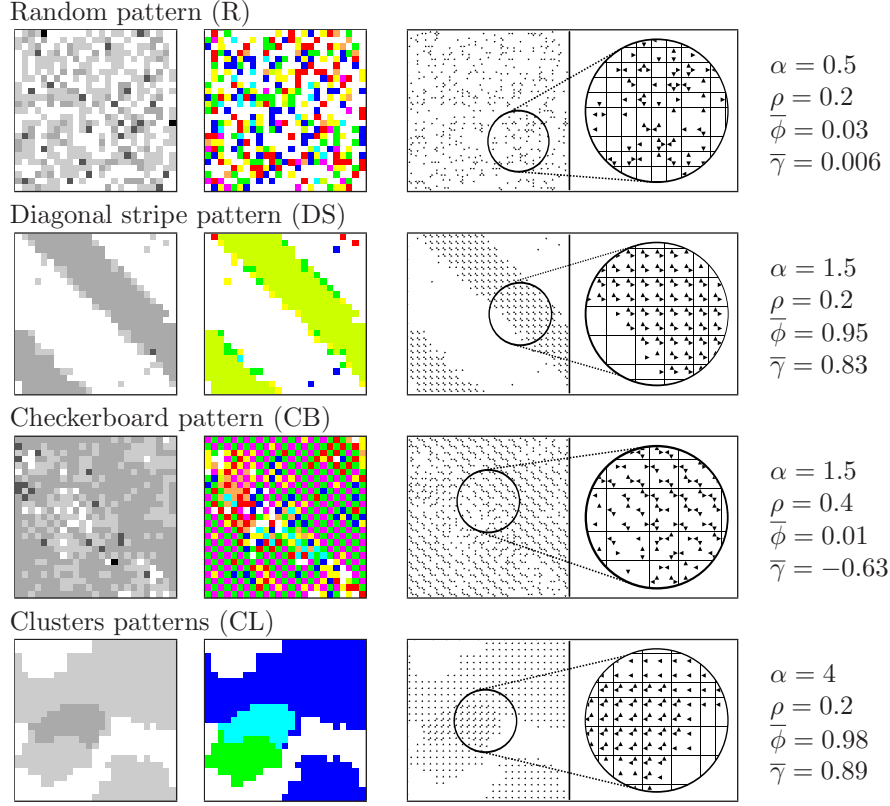 Random pattern (R)
α = 0.5
ρ = 0.2
ϕ̅ = 0.03
γ̅ = 0.006
Diagonal stripe pattern (DS)
α = 1.5
ρ = 0.2
ϕ̅ = 0.95
γ̅ = 0.83
Checkerboard pattern (CB)
α = 1.5
ρ = 0.4
ϕ̅ = 0.01
γ̅ = −0.63
Clusters patterns (CL)
α = 4
ρ = 0.2
ϕ̅ = 0.98
γ̅ = 0.89